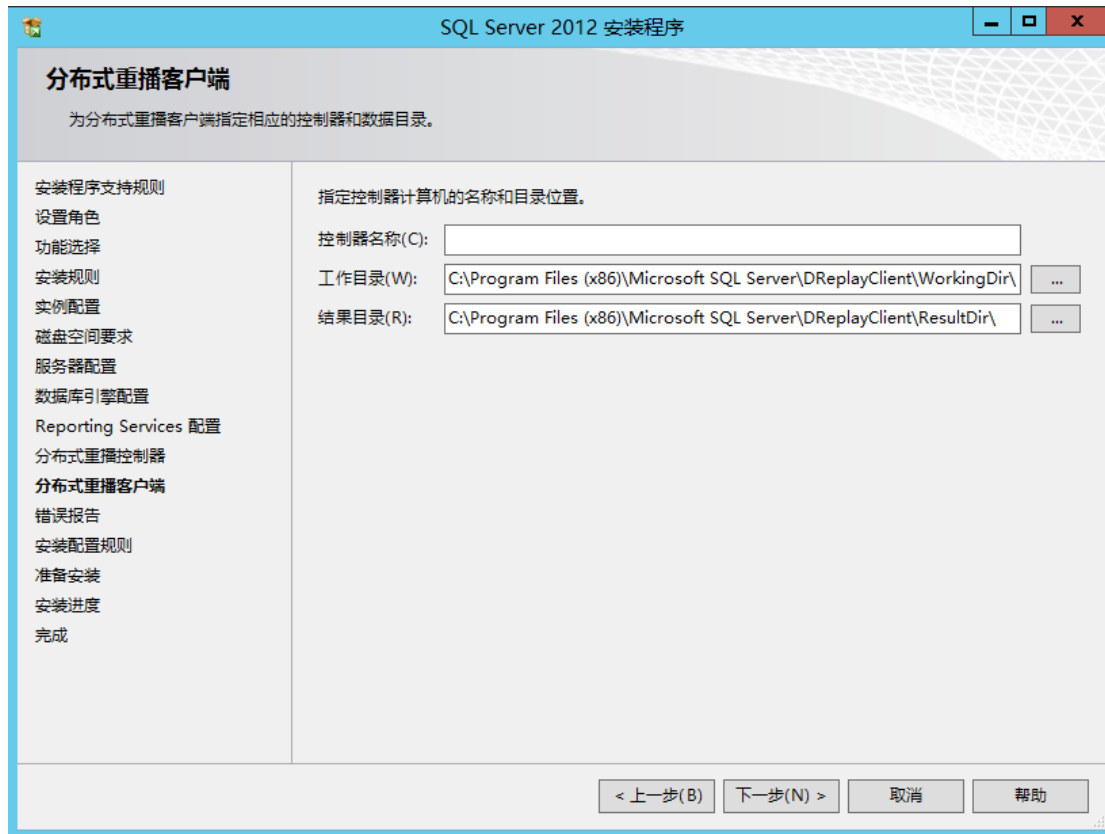 SQL Server 2012 安装程序
分布式重播客户端
为分布式重播客户端指定相应的控制器和数据目录。
安装程序支持规则
设置角色
功能选择
安装规则
实例配置
磁盘空间要求
服务器配置
数据库引擎配置
Reporting Services 配置
分布式重播控制器
分布式重播客户端
错误报告
安装配置规则
准备安装
安装进度
完成
指定控制器计算机的名称和目录位置。
控制器名称(C):
工作目录(W): C:\Program Files (x86)\Microsoft SQL Server\DReplayClient\WorkingDir\ ...
结果目录(R): C:\Program Files (x86)\Microsoft SQL Server\DReplayClient\ResultDir\ ...
< 上一步(B) 下一步(N) > 取消 帮助